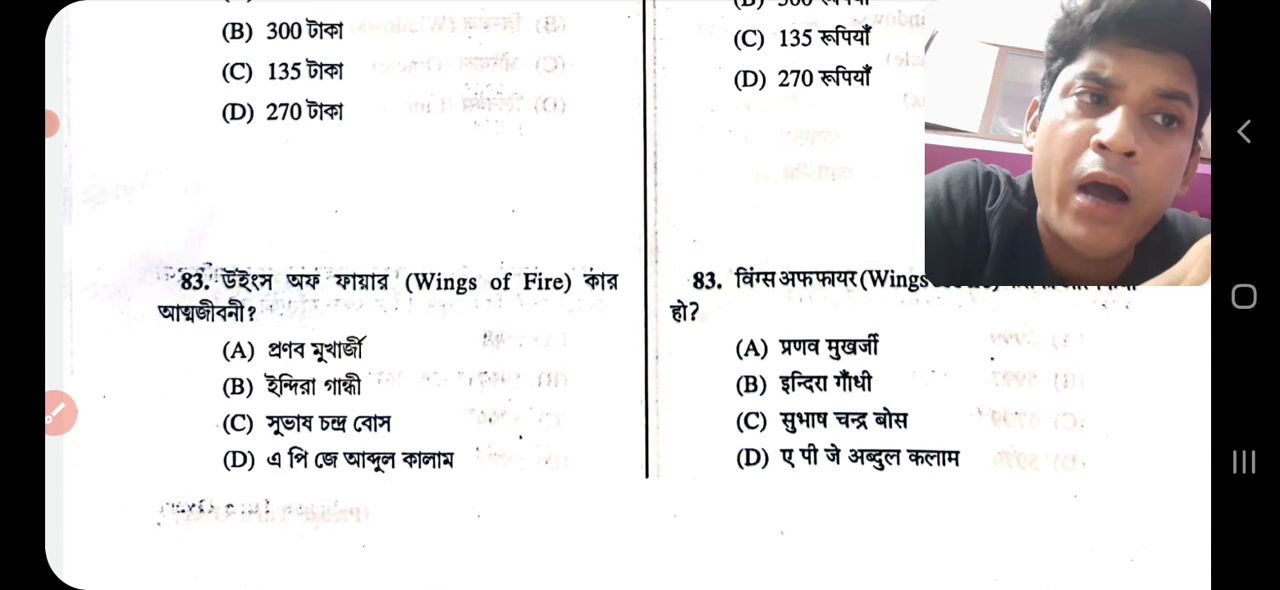 (B) 300 টাকা
(C) 135 টাকা
(D) 270 টাকা
83. উইংস অফ ফায়ার (Wings of Fire) কার
আত্মজীবনী?
(A) প্রণব মুখার্জী
(B) ইন্দিরা গান্ধী
(C) সুভাষ চন্দ্র বোস
(D) এ পি জে আব্দুল কালাম
(C) 135 रूपियाँ
(D) 270 रूपियाँ
83. विंग्स अफ फायर (Wings
हो?
(A) प्रणव मुखर्जी
(B) इन्दिरा गाँधी
(C) सुभाष चन्द्र बोस
(D) ए पी जे अब्दुल कलाम